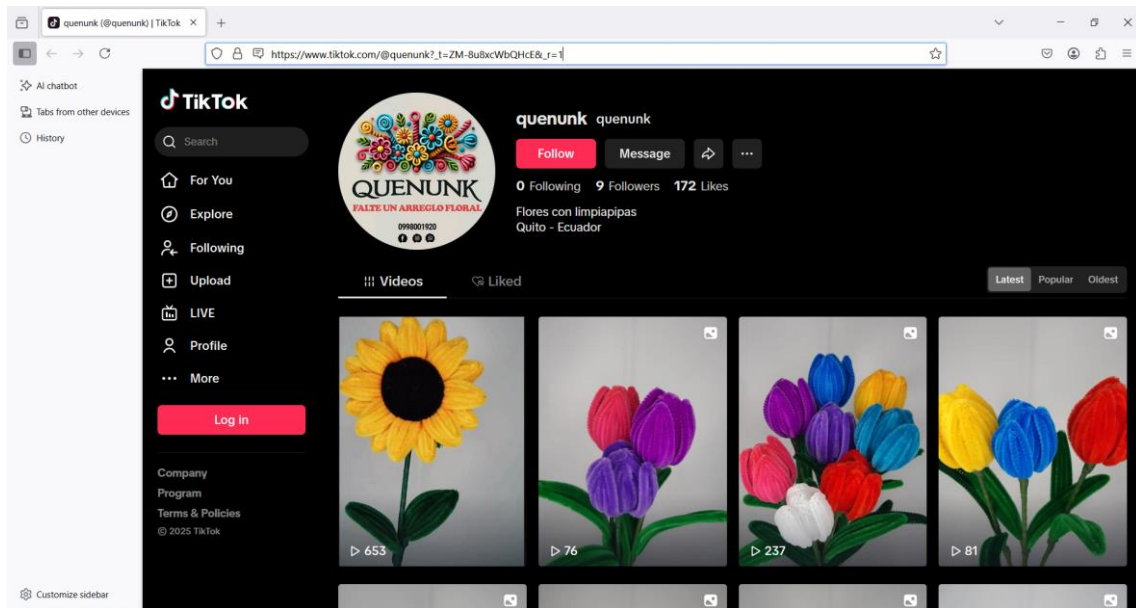 quenunk (@quenunk) | TikTok
https://www.tiktok.com/@quenunk?_t=ZM-8u8xcWbQHcE&_r=1
AI chatbot
Tabs from other devices
History
Customize sidebar
TikTok
Search
For You
Explore
Following
Upload
LIVE
Profile
More
Log in
Company
Program
Terms & Policies
© 2025 TikTok
QUENUNK
FALTE UN ARREGLO FLORAL
0998001920
quenunk quenunk
Follow Message
0 Following 9 Followers 172 Likes
Flores con limpiapipas
Quito - Ecuador
Videos Liked
Latest Popular Oldest
653
76
237
81